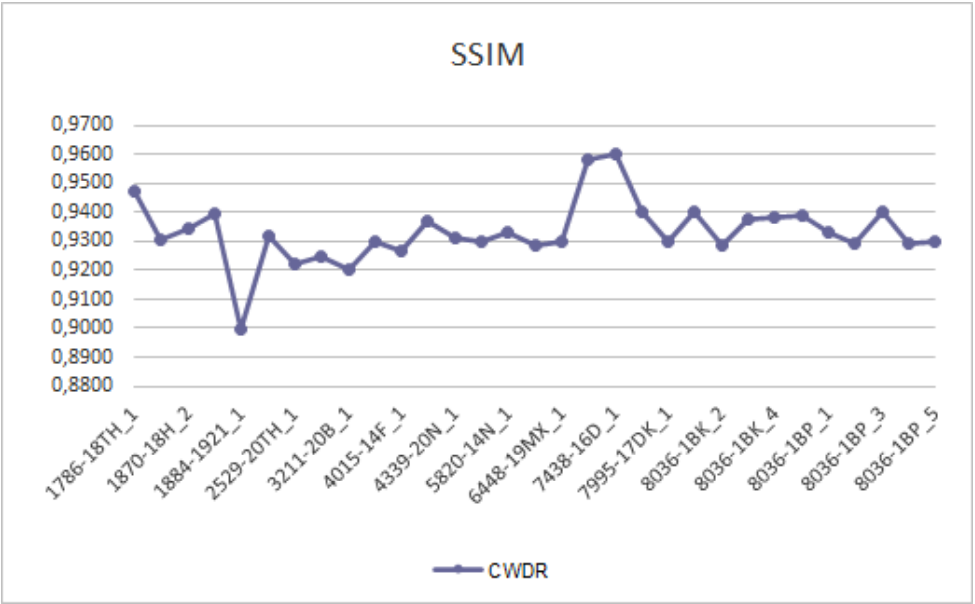 SSIM
0,9700
0,9600
0,9500
0,9400
0,9300
0,9200
0,9100
0,9000
0,8900
0,8800
1786-18TH_1
1870-18H_2
1884-1921_1
2529-20TH_1
3211-20B_1
4015-14F_1
4339-20N_1
5820-14N_1
6448-19MX_1
7438-16D_1
7995-17DK_1
8036-1BK_2
8036-1BK_4
8036-1BP_1
8036-1BP_3
8036-1BP_5
CWDR